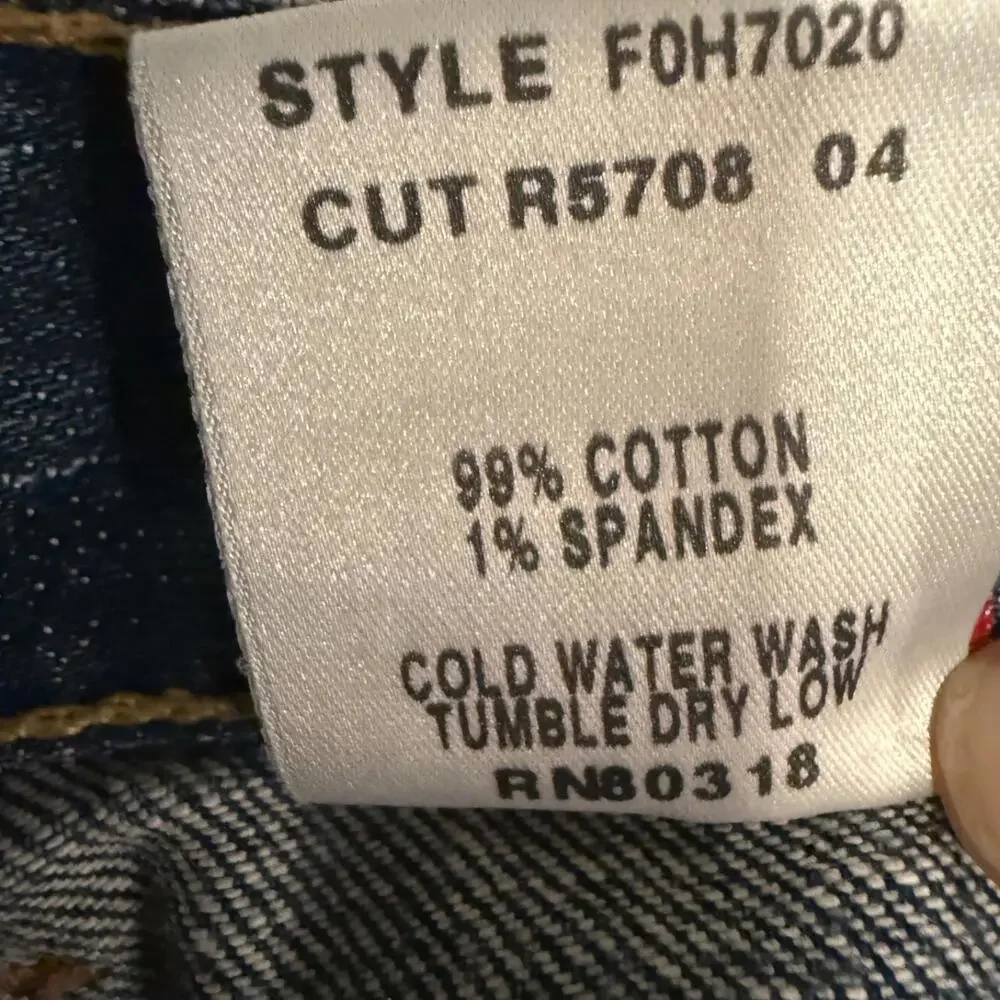 STYLE F0H7020
CUT R5708 04
99% COTTON
1% SPANDEX
COLD WATER WASH
TUMBLE DRY LOW
RN80318